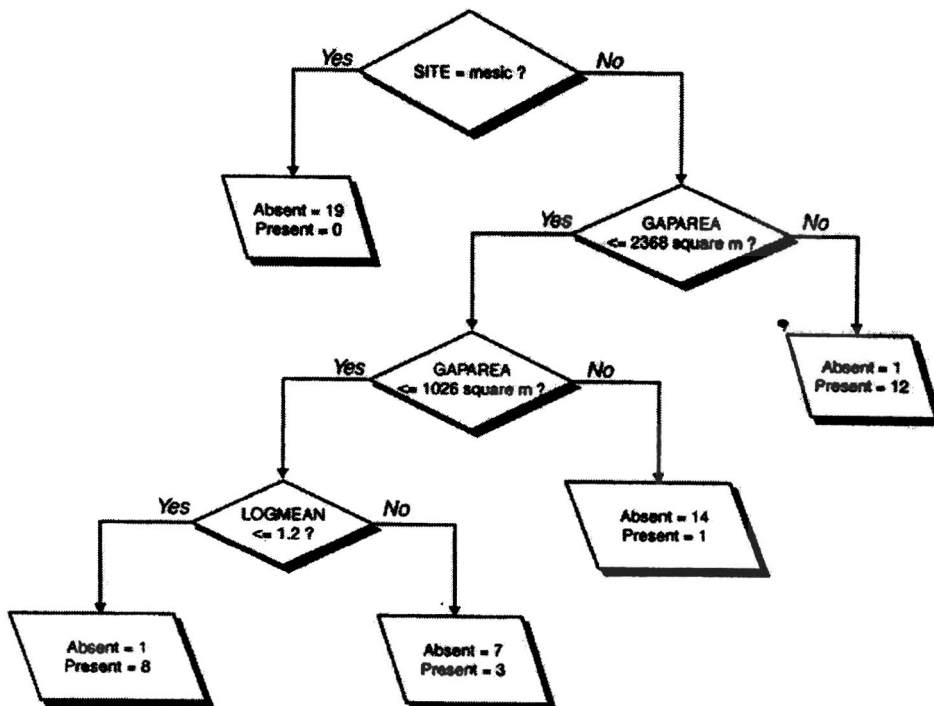 Yes
SITE = mesic ?
No
Absent = 19
Present = 0
Yes
GAPAREA
<= 2368 square m ?
No
Yes
GAPAREA
<= 1026 square m ?
No
Absent = 1
Present = 12
Yes
LOGMEAN
<= 1.2 ?
No
Absent = 14
Present = 1
Absent = 1
Present = 8
Absent = 7
Present = 3